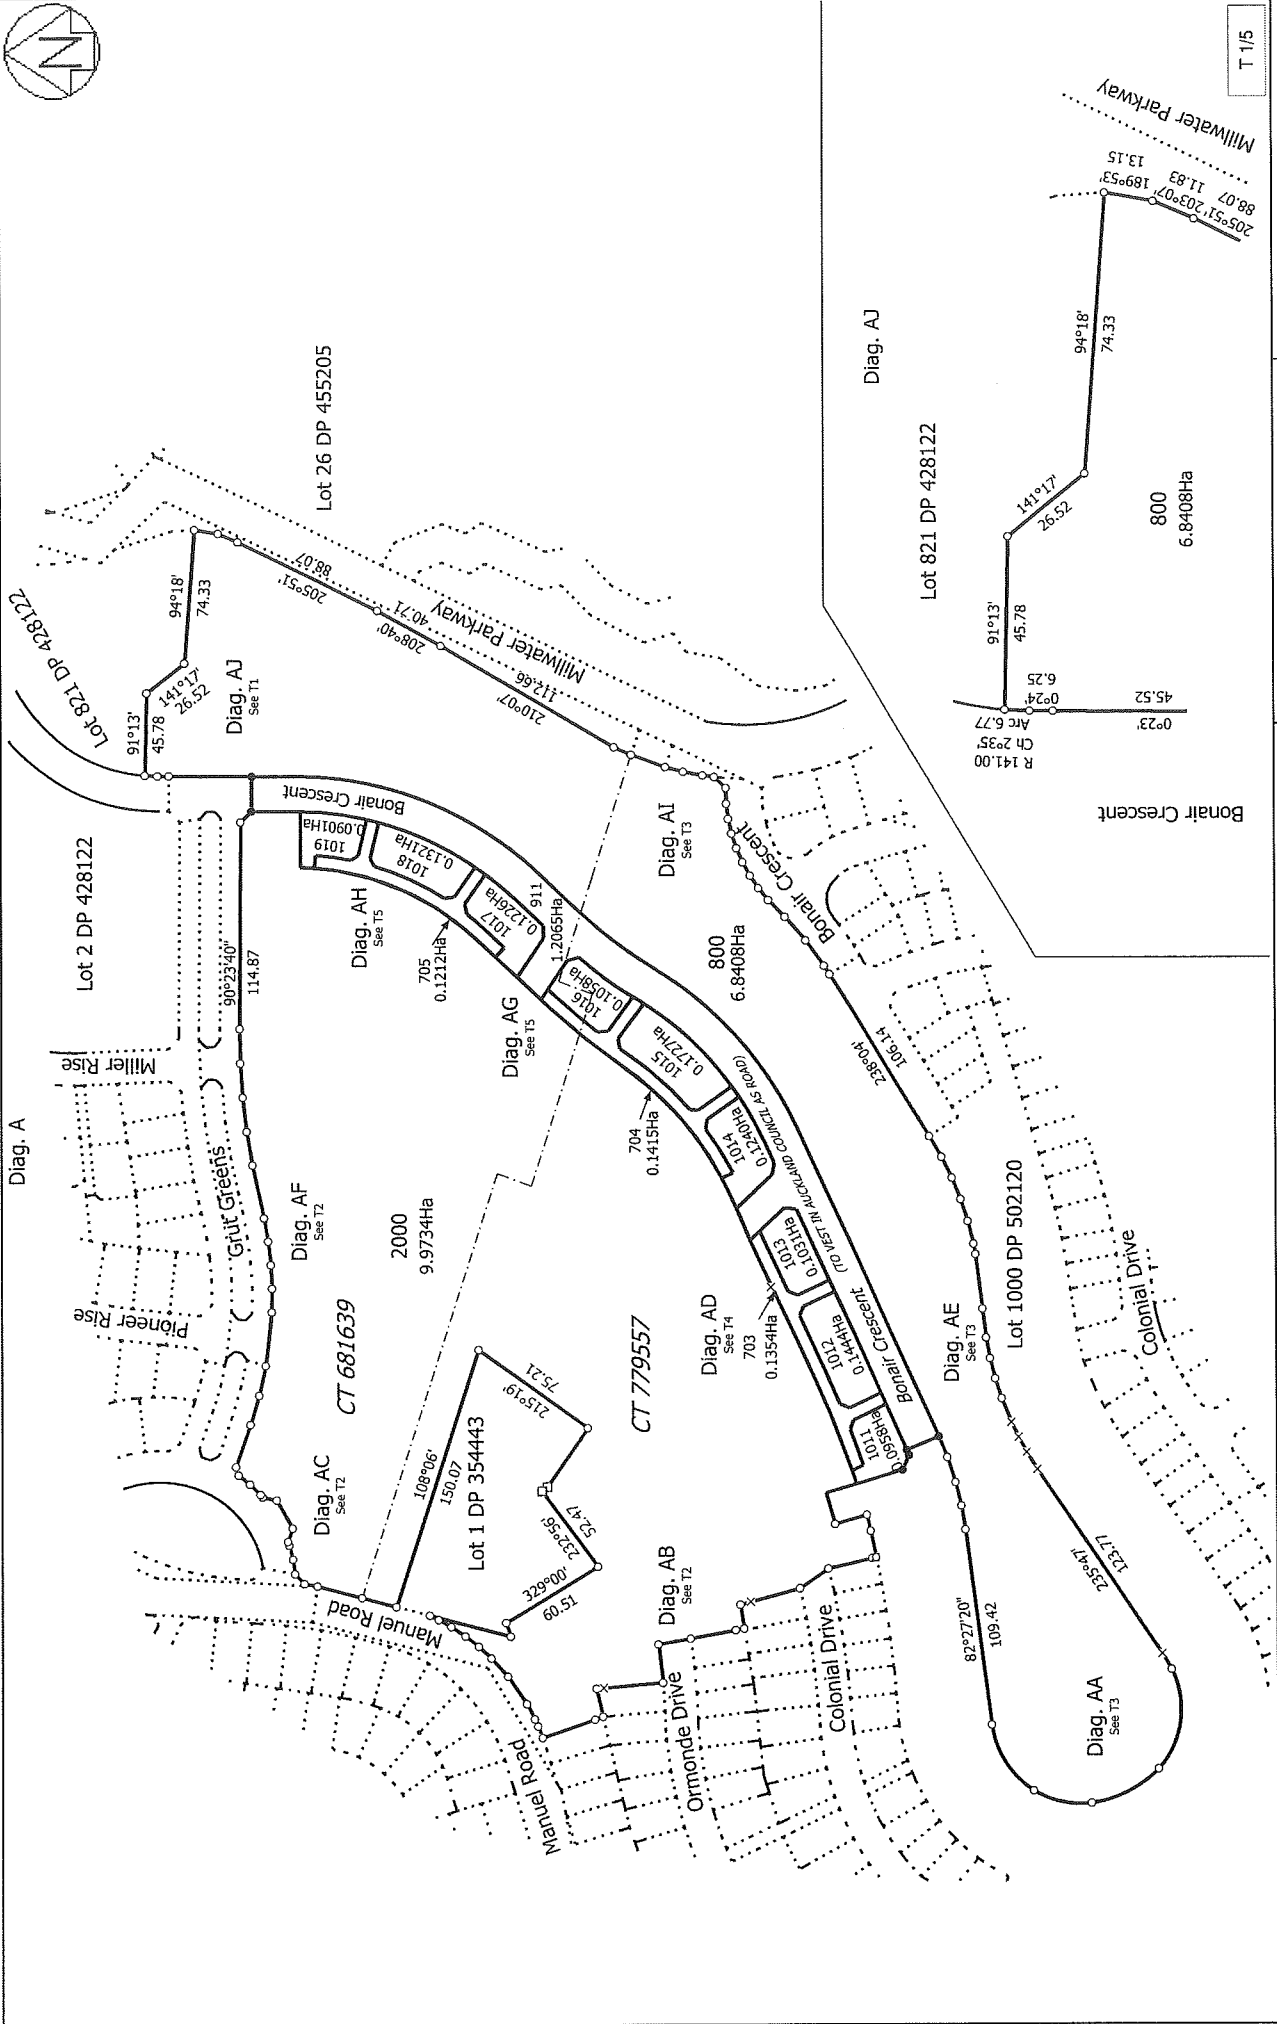 Diag. A
N
Lot 2 DP 428122
Lot 821 DP 428122
Lot 26 DP 455205
Miller Rise
Pioneer Rise
Grut Greens
90°23'40"
114.87
91°13'
45.78
141°17'
26.52
94°18'
74.33
Diag. AJ
See T1
205°51'
88.07
208°40'
40.71
210°07'
112.66
Millwater Parkway
Bonair Crescent
1019
0.0901Ha
1018
0.1321Ha
1017
0.1226Ha
911
1.2065Ha
1016
0.1058Ha
1015
0.1727Ha
1014
0.1240Ha
1013
0.1031Ha
1012
0.1444Ha
1011
0.0958Ha
Diag. AH
See T5
705
0.1212Ha
Diag. AG
See T5
704
0.1415Ha
Diag. AF
See T2
2000
9.9734Ha
CT 681639
CT 779557
Diag. AD
See T4
703
0.1354Ha
Diag. AC
See T2
108°06'
150.07
Lot 1 DP 354443
215°19'
75.21
232°56'
52.47
329°00'
60.51
Manuel Road
Manuel Road
Diag. AB
See T2
Ormonde Drive
Colonial Drive
Bonair Crescent
(TO VEST IN AUCKLAND COUNCIL AS ROAD)
Diag. AI
See T3
800
6.8408Ha
Bonair Crescent
238°04'
106.14
Diag. AE
See T3
Lot 1000 DP 502120
Colonial Drive
82°27'20"
109.42
235°47'
123.77
Diag. AA
See T3
Diag. AJ
Lot 821 DP 428122
91°13'
45.78
141°17'
26.52
94°18'
74.33
800
6.8408Ha
R 141.00
Ch 2°35'
Arc 6.77
0°24'
6.25
0°23'
45.52
Bonair Crescent
189°53'
13.15
203°07'
11.83
205°51'
88.07
Millwater Parkway
T 1/5